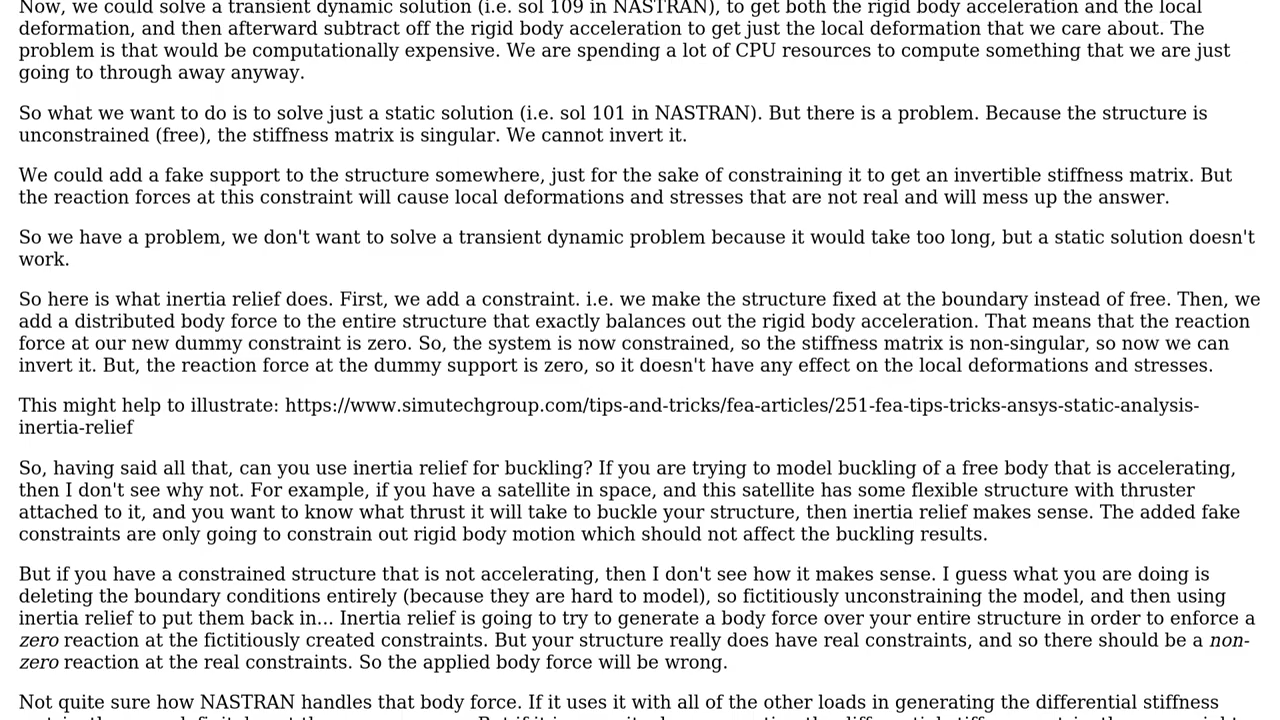 Now, we could solve a transient dynamic solution (i.e. sol 109 in NASTRAN), to get both the rigid body acceleration and the local
deformation, and then afterward subtract off the rigid body acceleration to get just the local deformation that we care about. The
problem is that would be computationally expensive. We are spending a lot of CPU resources to compute something that we are just
going to through away anyway.
So what we want to do is to solve just a static solution (i.e. sol 101 in NASTRAN). But there is a problem. Because the structure is
unconstrained (free), the stiffness matrix is singular. We cannot invert it.
We could add a fake support to the structure somewhere, just for the sake of constraining it to get an invertible stiffness matrix. But
the reaction forces at this constraint will cause local deformations and stresses that are not real and will mess up the answer.
So we have a problem, we don't want to solve a transient dynamic problem because it would take too long, but a static solution doesn't
work.
So here is what inertia relief does. First, we add a constraint. i.e. we make the structure fixed at the boundary instead of free. Then, we
add a distributed body force to the entire structure that exactly balances out the rigid body acceleration. That means that the reaction
force at our new dummy constraint is zero. So, the system is now constrained, so the stiffness matrix is non-singular, so now we can
invert it. But, the reaction force at the dummy support is zero, so it doesn't have any effect on the local deformations and stresses.
This might help to illustrate: https://www.simutechgroup.com/tips-and-tricks/fea-articles/251-fea-tips-tricks-ansys-static-analysis-
inertia-relief
So, having said all that, can you use inertia relief for buckling? If you are trying to model buckling of a free body that is accelerating,
then I don't see why not. For example, if you have a satellite in space, and this satellite has some flexible structure with thruster
attached to it, and you want to know what thrust it will take to buckle your structure, then inertia relief makes sense. The added fake
constraints are only going to constrain out rigid body motion which should not affect the buckling results.
But if you have a constrained structure that is not accelerating, then I don't see how it makes sense. I guess what you are doing is
deleting the boundary conditions entirely (because they are hard to model), so fictitiously unconstraining the model, and then using
inertia relief to put them back in... Inertia relief is going to try to generate a body force over your entire structure in order to enforce a
zero reaction at the fictitiously created constraints. But your structure really does have real constraints, and so there should be a non-
zero reaction at the real constraints. So the applied body force will be wrong.
Not quite sure how NASTRAN handles that body force. If it uses it with all of the other loads in generating the differential stiffness